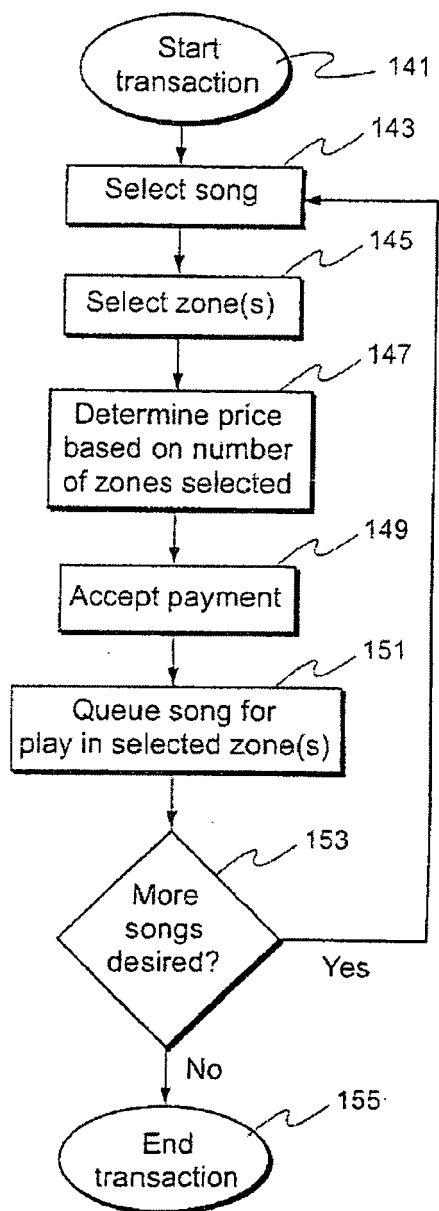 Start
transaction
141
143
Select song
145
Select zone(s)
147
Determine price
based on number
of zones selected
149
Accept payment
151
Queue song for
play in selected zone(s)
153
More
songs
desired?
Yes
No
155
End
transaction